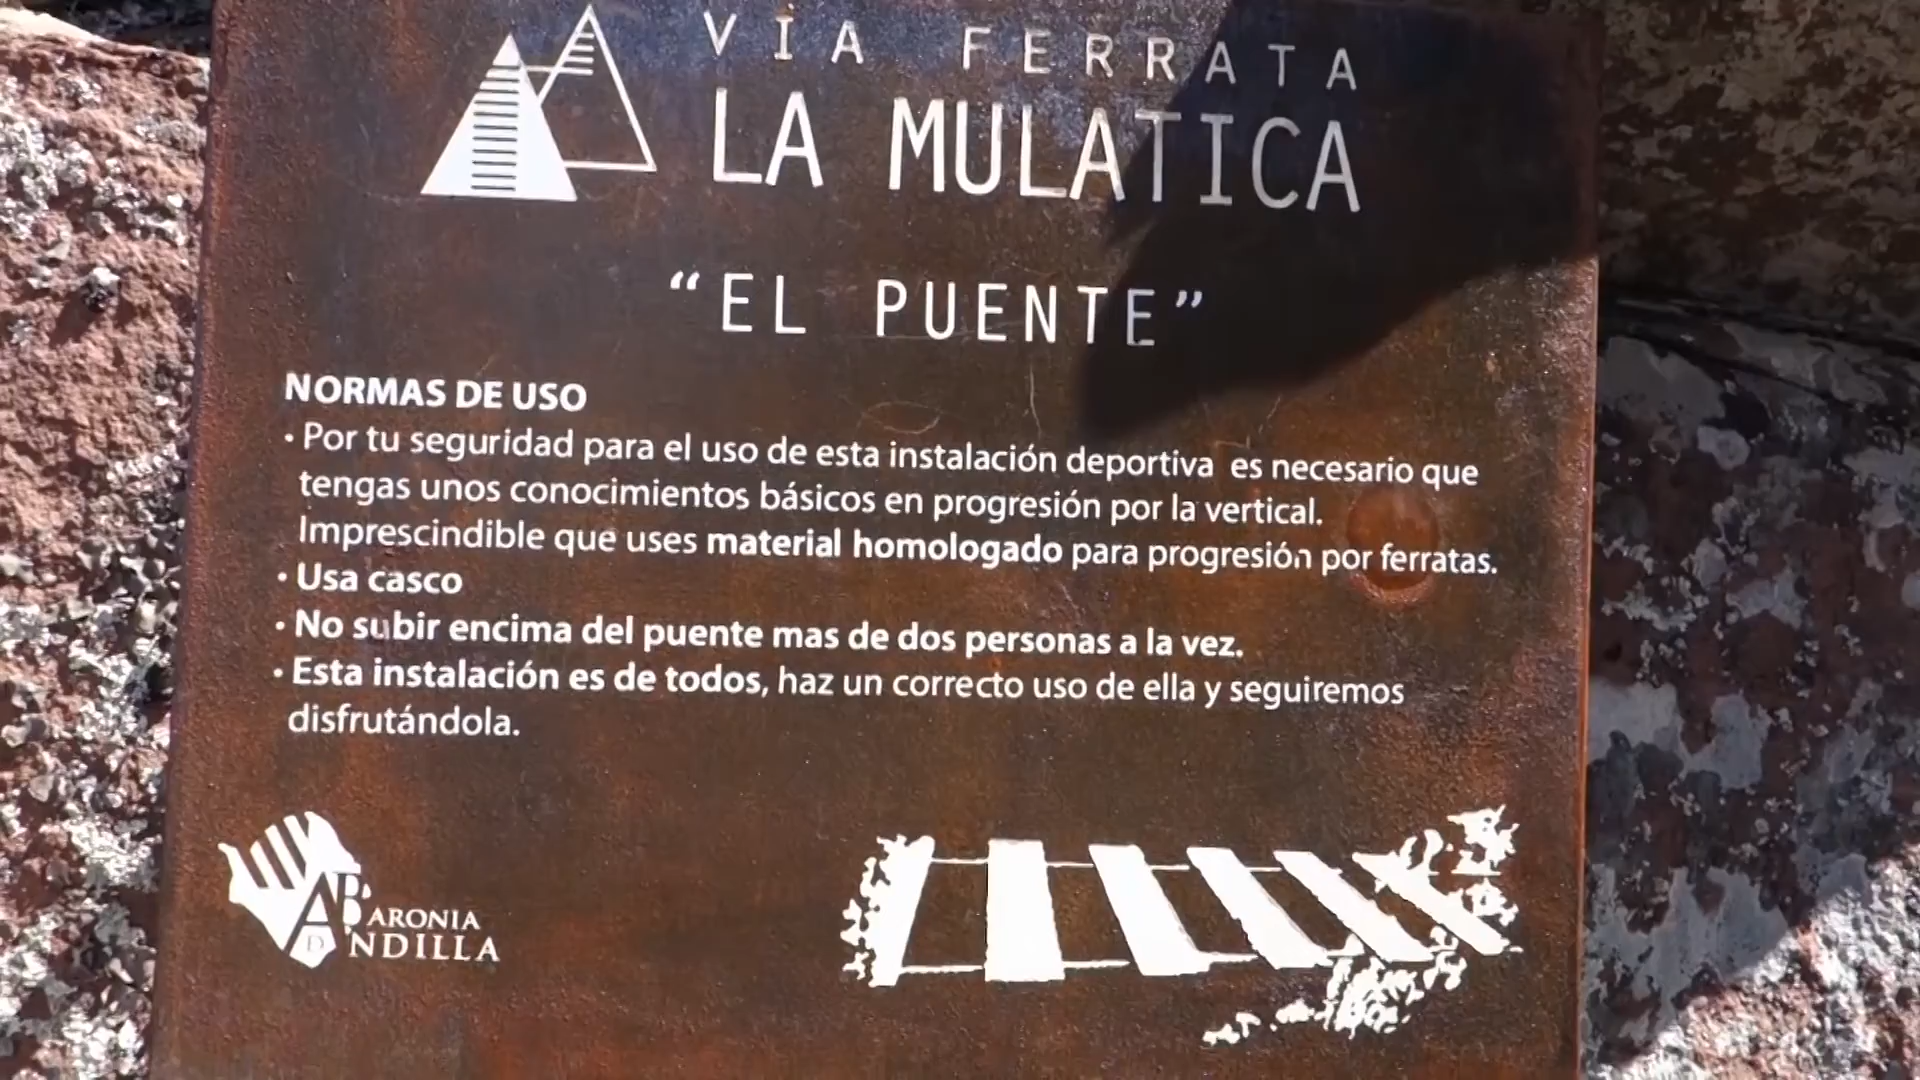 VÍA FERRATA
LA MULATICA
“EL PUENTE”
NORMAS DE USO
• Por tu seguridad para el uso de esta instalación deportiva es necesario que
tengas unos conocimientos básicos en progresión por la vertical.
Imprescindible que uses material homologado para progresión por ferratas.
• Usa casco
• No subir encima del puente mas de dos personas a la vez.
• Esta instalación es de todos, haz un correcto uso de ella y seguiremos
disfrutándola.
BARONIA
D ANDILLA